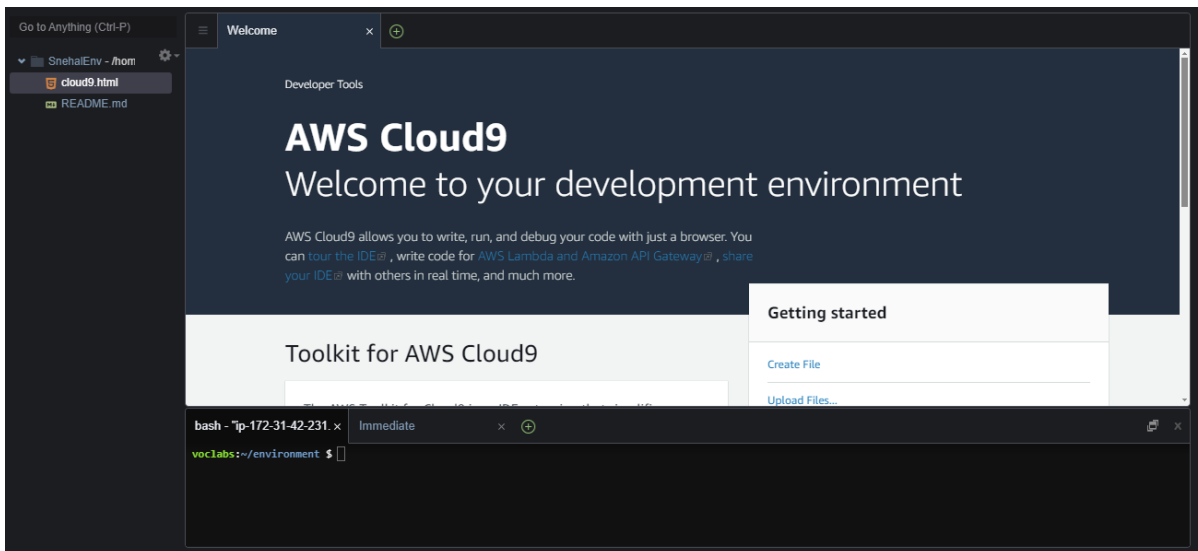 Go to Anything (Ctrl-P)
SnehalEnv - /hom
cloud9.html
README.md
Welcome
Developer Tools
AWS Cloud9
Welcome to your development environment
AWS Cloud9 allows you to write, run, and debug your code with just a browser. You
can tour the IDE , write code for AWS Lambda and Amazon API Gateway , share
your IDE with others in real time, and much more.
Getting started
Create File
Upload Files...
Toolkit for AWS Cloud9
bash - "ip-172-31-42-231.
Immediate
voclabs:~/environment $